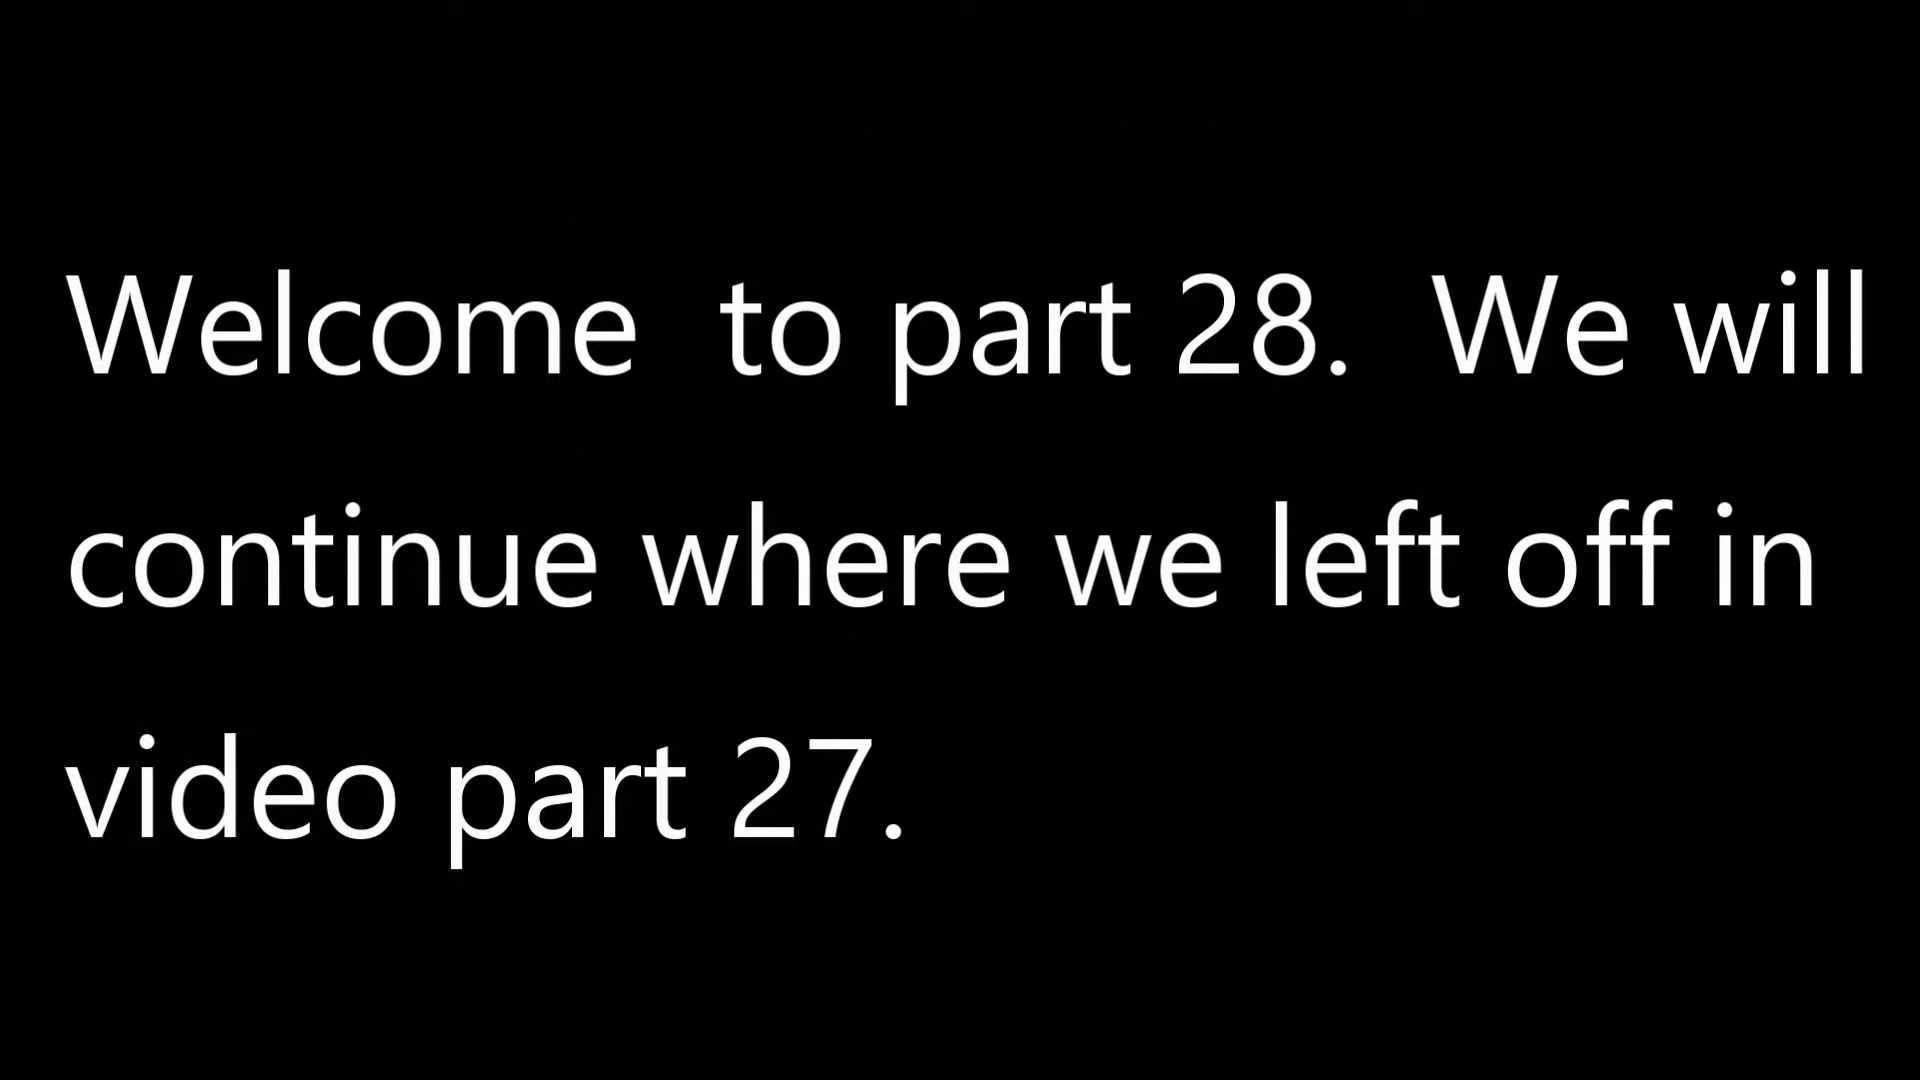 Welcome  to part 28.  We will
continue where we left off in
video part 27.